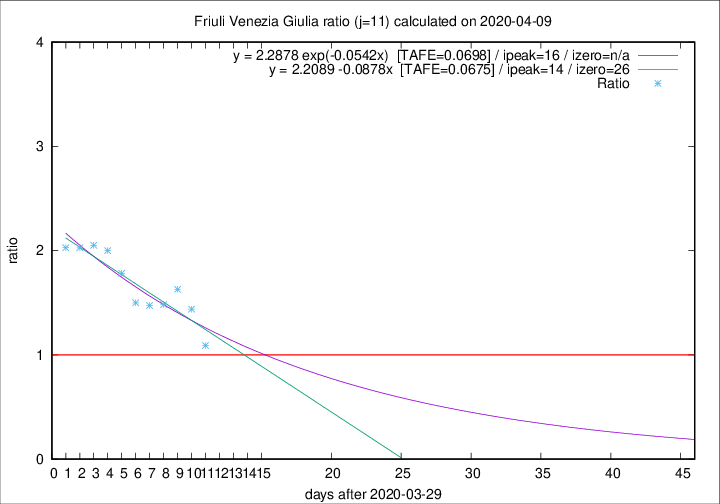 Friuli Venezia Giulia ratio (j=11) calculated on 2020-04-09
y = 2.2878 exp(-0.0542x) [TAFE=0.0698] / ipeak=16 / izero=n/a
y = 2.2089 -0.0878x [TAFE=0.0675] / ipeak=14 / izero=26
Ratio
4
3
2
1
0
ratio
0 1 2 3 4 5 6 7 8 9 10 11 12 13 14 15 20 25 30 35 40 45
days after 2020-03-29